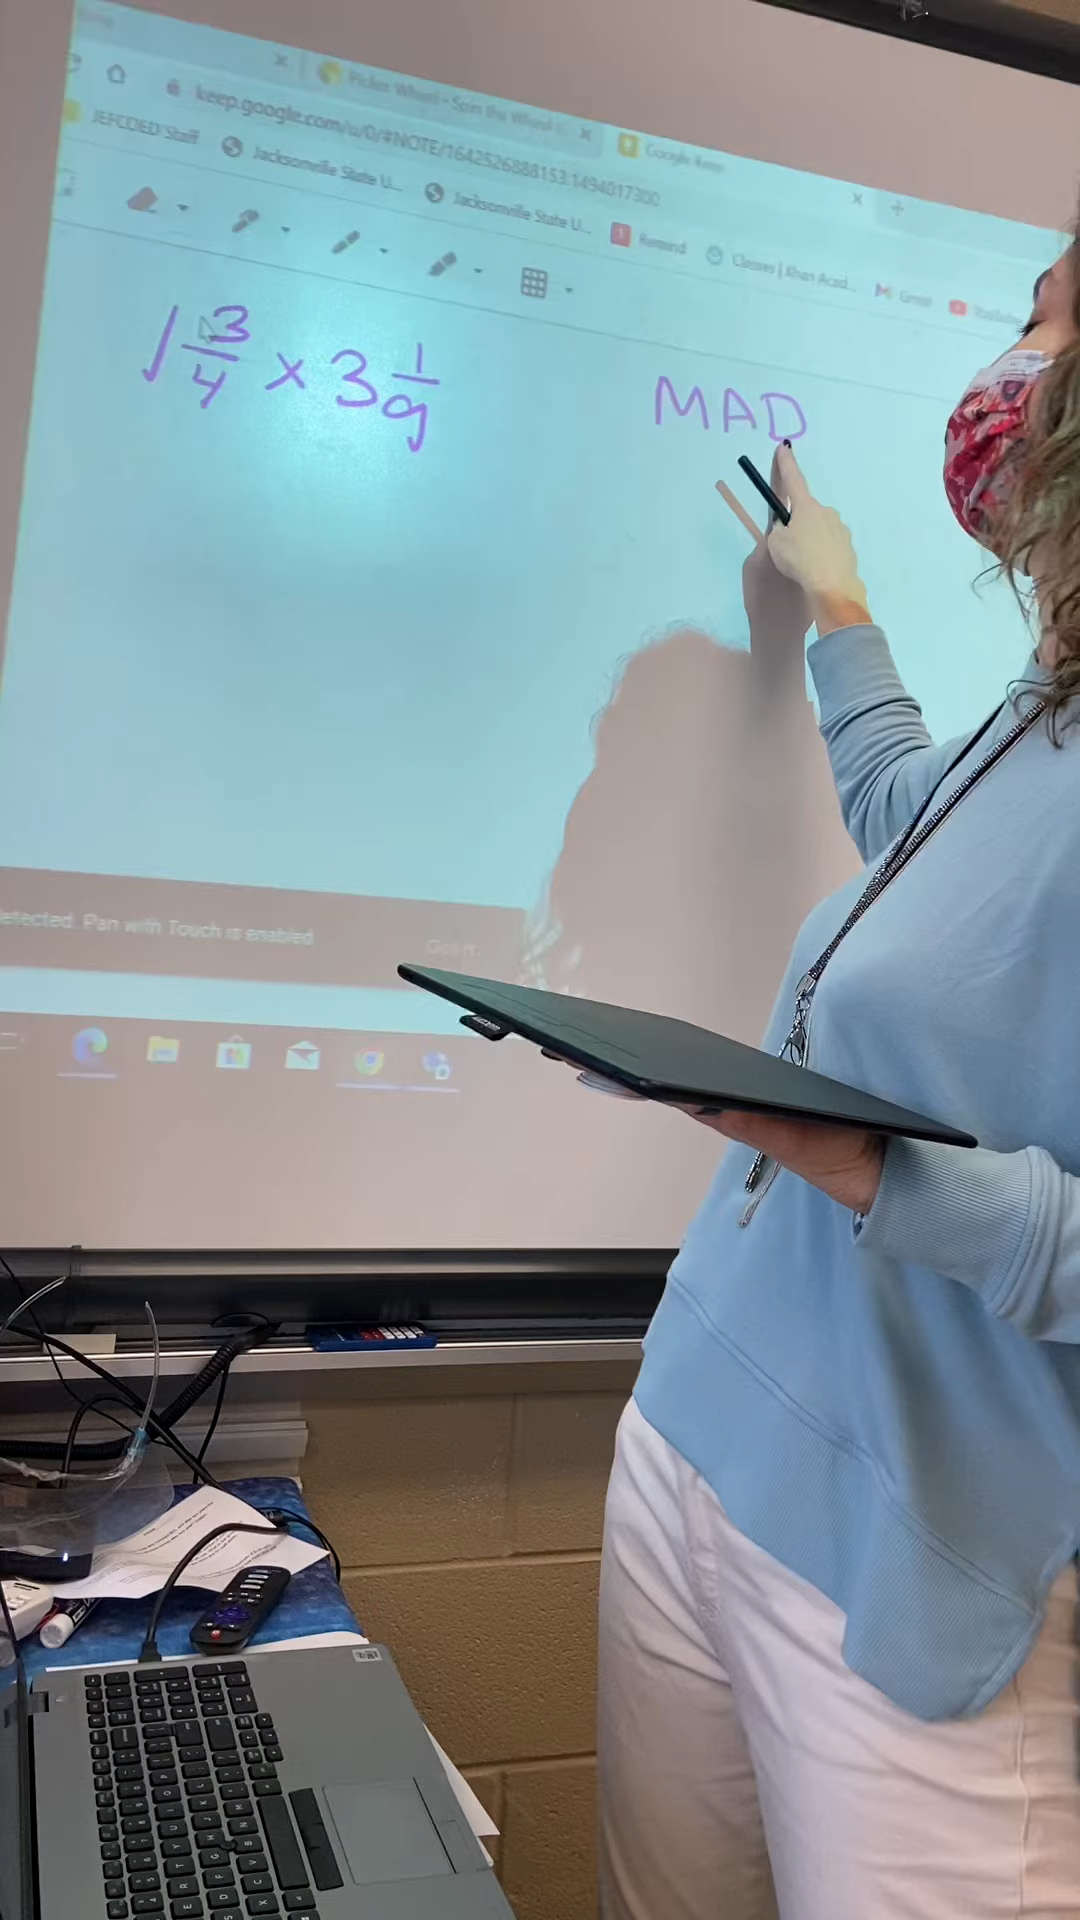 Picker Wheel - Spin the Wheel
Google Keep
keep.google.com/u/0/#NOTE/1642526888153.1494017300
JEFCOED Staff
Jacksonville State U...
Jacksonville State U...
Remind
Classes | Khan Acad...
Gmail
YouTube
1 3/4 × 3 1/9
MAD
etected. Pan with Touch is enabled
Got it